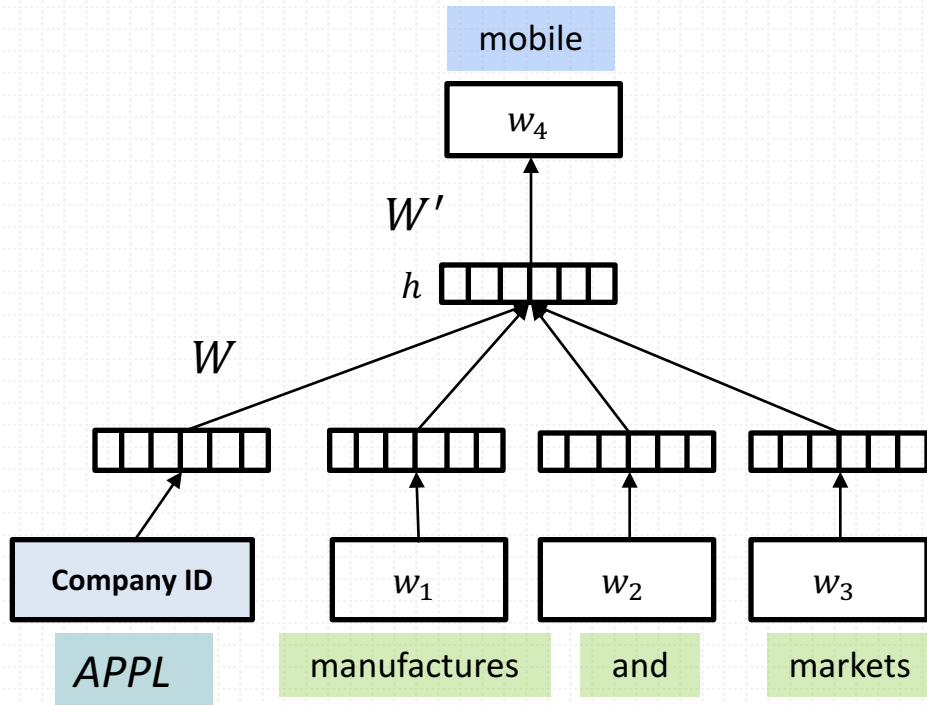 mobile
w₄
W′
h
W
Company ID
w₁
w₂
w₃
APPL
manufactures
and
markets